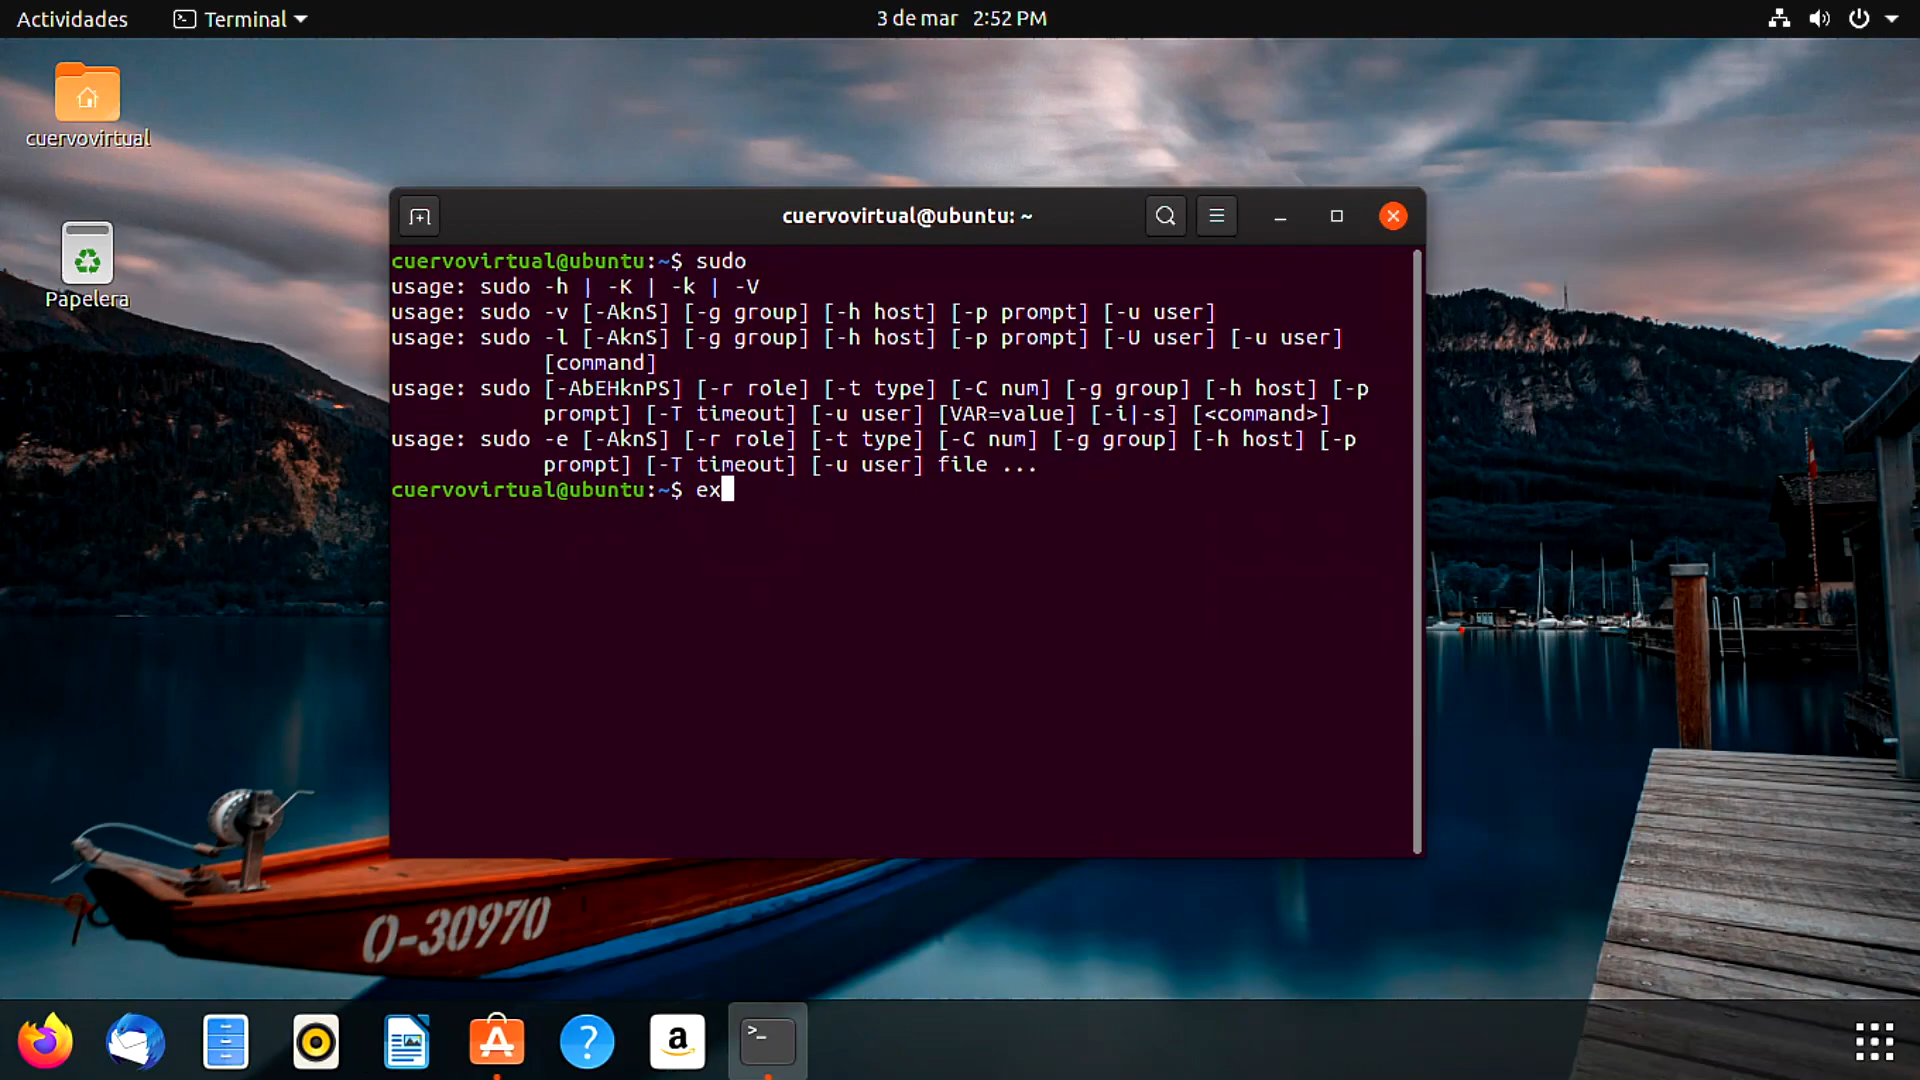 Actividades
Terminal
3 de mar 2:52 PM
cuervovirtual
Papelera
cuervovirtual@ubuntu: ~
cuervovirtual@ubuntu:~$ sudo
usage: sudo -h | -K | -k | -V
usage: sudo -v [-AknS] [-g group] [-h host] [-p prompt] [-u user]
usage: sudo -l [-AknS] [-g group] [-h host] [-p prompt] [-U user] [-u user]
[command]
usage: sudo [-AbEHknPS] [-r role] [-t type] [-C num] [-g group] [-h host] [-p
prompt] [-T timeout] [-u user] [VAR=value] [-i|-s] [<command>]
usage: sudo -e [-AknS] [-r role] [-t type] [-C num] [-g group] [-h host] [-p
prompt] [-T timeout] [-u user] file ...
cuervovirtual@ubuntu:~$ ex
O-30970